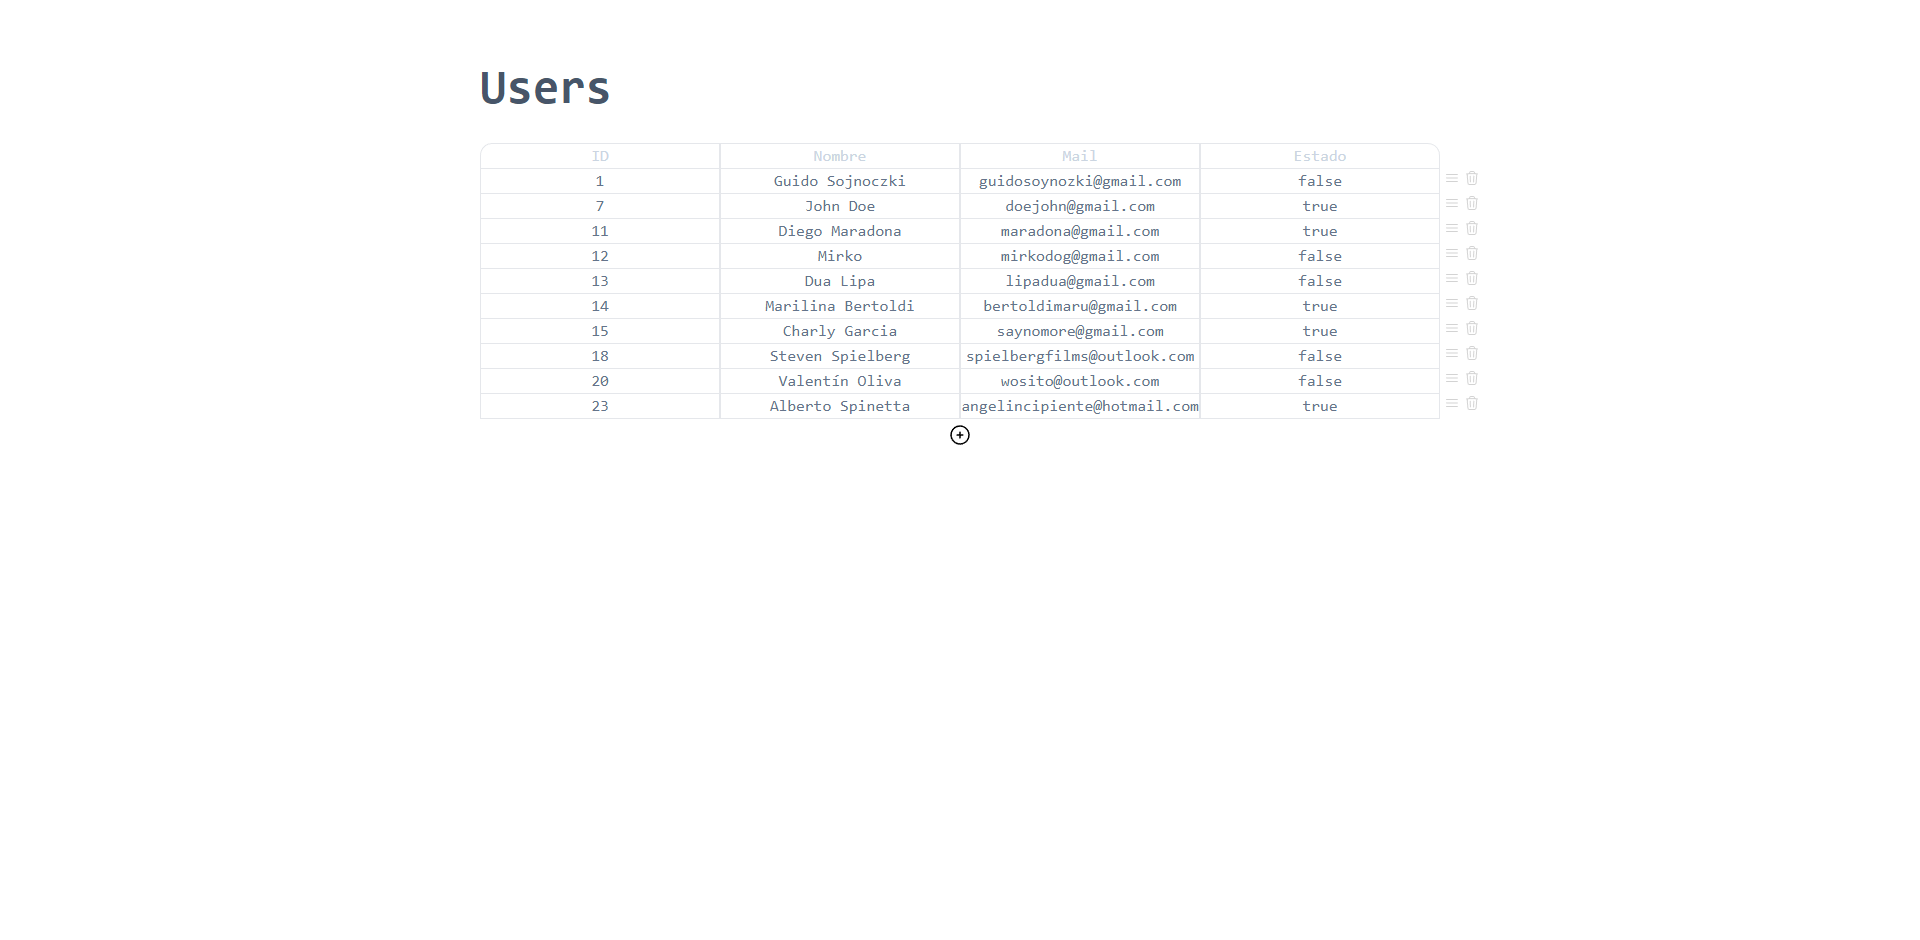 Users
ID Nombre Mail Estado
1 Guido Sojnoczki guidosoynozki@gmail.com false
7 John Doe doejohn@gmail.com true
11 Diego Maradona maradona@gmail.com true
12 Mirko mirkodog@gmail.com false
13 Dua Lipa lipadua@gmail.com false
14 Marilina Bertoldi bertoldimaru@gmail.com true
15 Charly Garcia saynomore@gmail.com true
18 Steven Spielberg spielbergfilms@outlook.com false
20 Valentín Oliva wosito@outlook.com false
23 Alberto Spinetta angelincipiente@hotmail.com true